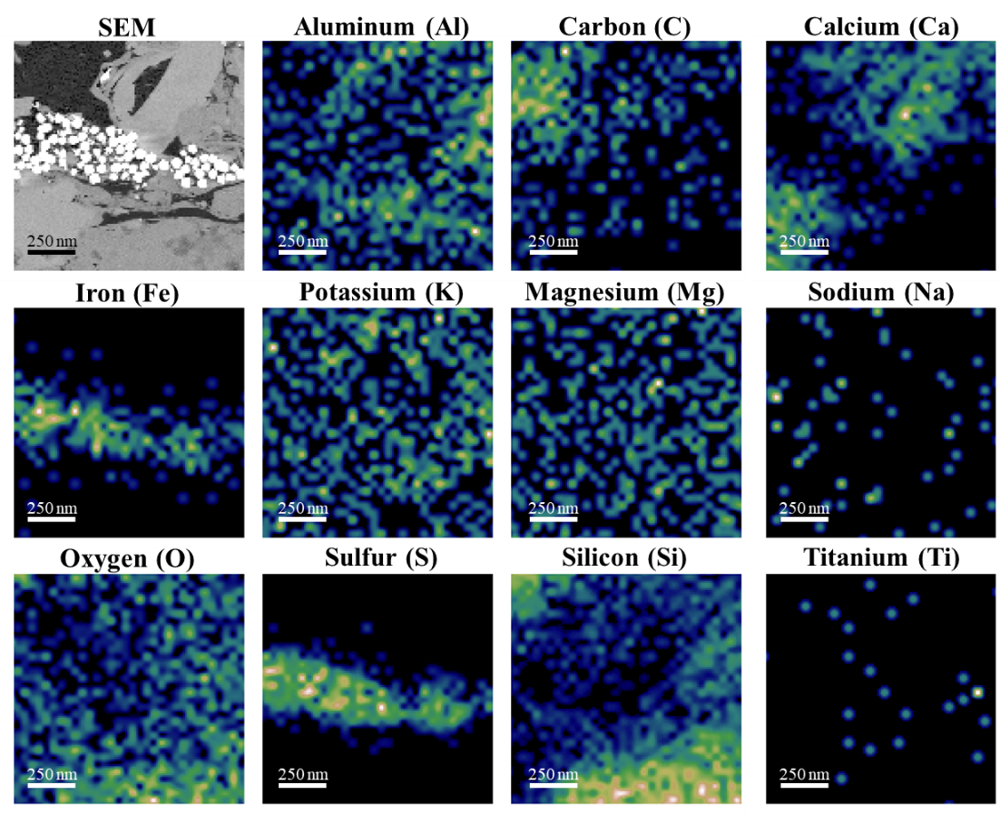 SEM
Aluminum (Al)
Carbon (C)
Calcium (Ca)
250 nm
250 nm
250 nm
250 nm
Iron (Fe)
Potassium (K)
Magnesium (Mg)
Sodium (Na)
250 nm
250 nm
250 nm
250 nm
Oxygen (O)
Sulfur (S)
Silicon (Si)
Titanium (Ti)
250 nm
250 nm
250 nm
250 nm